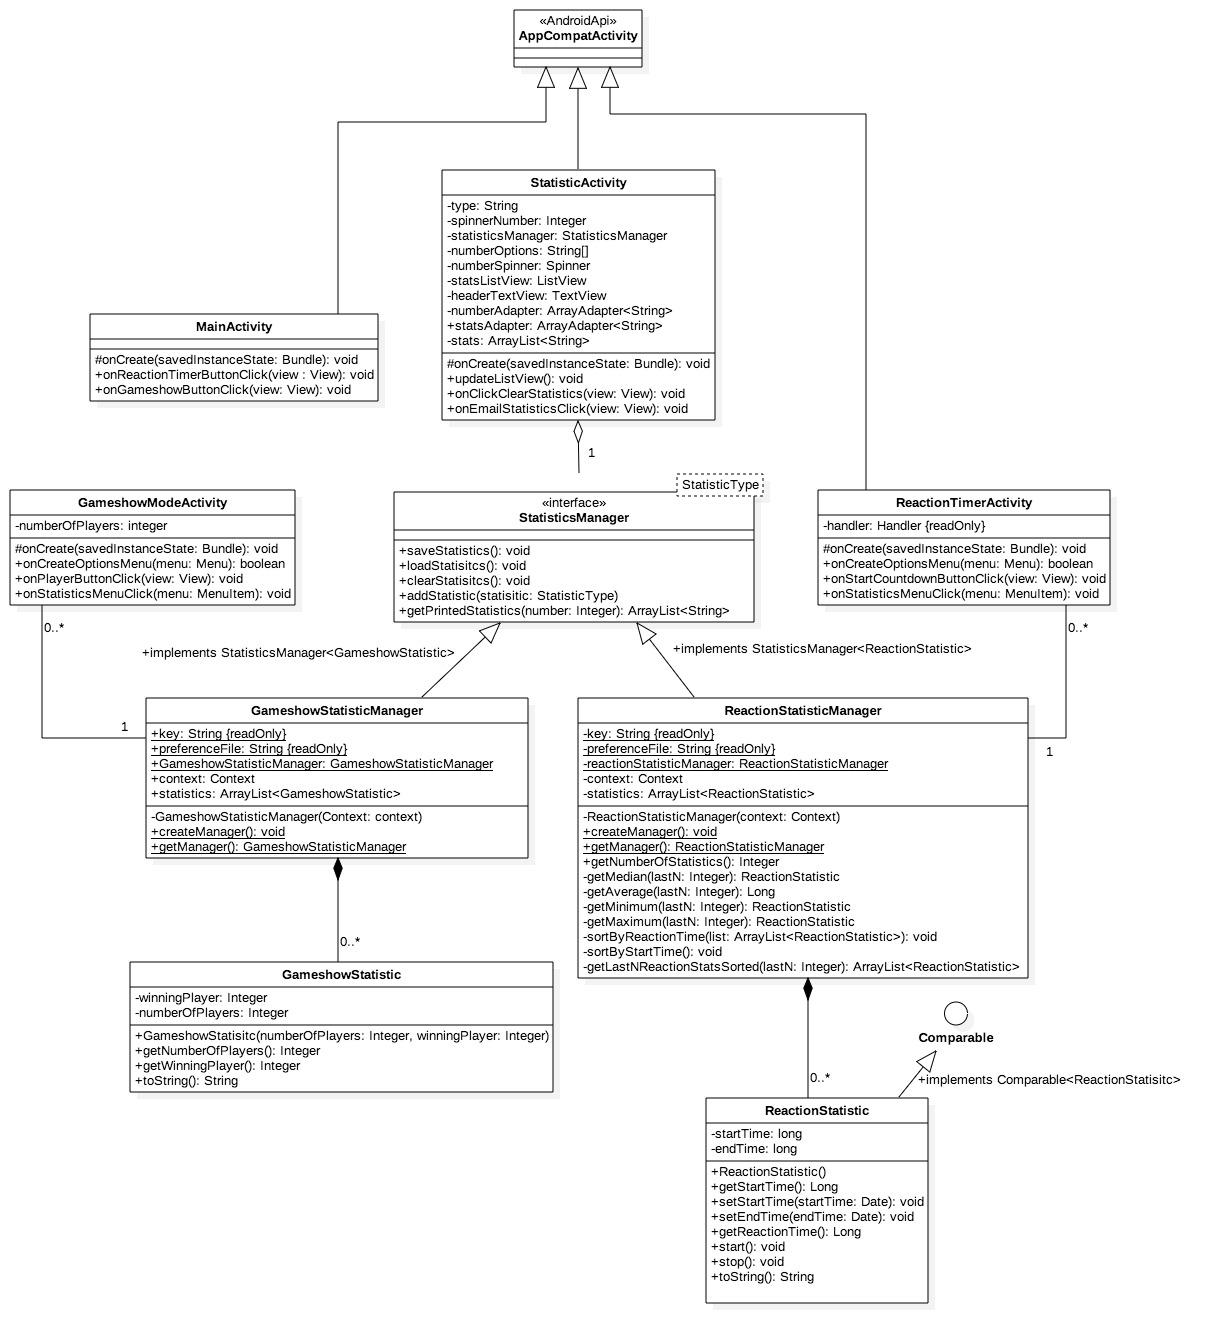 «AndroidApi»
AppCompatActivity
StatisticActivity
-type: String
-spinnerNumber: Integer
-statisticsManager: StatisticsManager
-numberOptions: String[]
-numberSpinner: Spinner
-statsListView: ListView
-headerTextView: TextView
-numberAdapter: ArrayAdapter<String>
+statsAdapter: ArrayAdapter<String>
-stats: ArrayList<String>
#onCreate(savedInstanceState: Bundle): void
+updateListView(): void
+onClickClearStatistics(view: View): void
+onEmailStatisticsClick(view: View): void
MainActivity
#onCreate(savedInstanceState: Bundle): void
+onReactionTimerButtonClick(view : View): void
+onGameshowButtonClick(view: View): void
1
GameshowModeActivity
-numberOfPlayers: integer
#onCreate(savedInstanceState: Bundle): void
+onCreateOptionsMenu(menu: Menu): boolean
+onPlayerButtonClick(view: View): void
+onStatisticsMenuClick(menu: MenuItem): void
StatisticType
«interface»
StatisticsManager
+saveStatistics(): void
+loadStatisitcs(): void
+clearStatisitcs(): void
+addStatistic(statisitic: StatisticType)
+getPrintedStatistics(number: Integer): ArrayList<String>
ReactionTimerActivity
-handler: Handler {readOnly}
#onCreate(savedInstanceState: Bundle): void
+onCreateOptionsMenu(menu: Menu): boolean
+onStartCountdownButtonClick(view: View): void
+onStatisticsMenuClick(menu: MenuItem): void
0..*
0..*
+implements StatisticsManager<GameshowStatistic>
+implements StatisticsManager<ReactionStatistic>
1
1
GameshowStatisticManager
+key: String {readOnly}
+preferenceFile: String {readOnly}
+GameshowStatisticManager: GameshowStatisticManager
+context: Context
+statistics: ArrayList<GameshowStatistic>
-GameshowStatisticManager(Context: context)
+createManager(): void
+getManager(): GameshowStatisticManager
ReactionStatisticManager
-key: String {readOnly}
-preferenceFile: String {readOnly}
-reactionStatisticManager: ReactionStatisticManager
-context: Context
-statistics: ArrayList<ReactionStatistic>
-ReactionStatisticManager(context: Context)
+createManager(): void
+getManager(): ReactionStatisticManager
+getNumberOfStatistics(): Integer
-getMedian(lastN: Integer): ReactionStatistic
-getAverage(lastN: Integer): Long
-getMinimum(lastN: Integer): ReactionStatistic
-getMaximum(lastN: Integer): ReactionStatistic
-sortByReactionTime(list: ArrayList<ReactionStatistic>): void
-sortByStartTime(): void
-getLastNReactionStatsSorted(lastN: Integer): ArrayList<ReactionStatistic>
0..*
GameshowStatistic
-winningPlayer: Integer
-numberOfPlayers: Integer
+GameshowStatisitc(numberOfPlayers: Integer, winningPlayer: Integer)
+getNumberOfPlayers(): Integer
+getWinningPlayer(): Integer
+toString(): String
Comparable
0..*
+implements Comparable<ReactionStatisitc>
ReactionStatistic
-startTime: long
-endTime: long
+ReactionStatistic()
+getStartTime(): Long
+setStartTime(startTime: Date): void
+setEndTime(endTime: Date): void
+getReactionTime(): Long
+start(): void
+stop(): void
+toString(): String